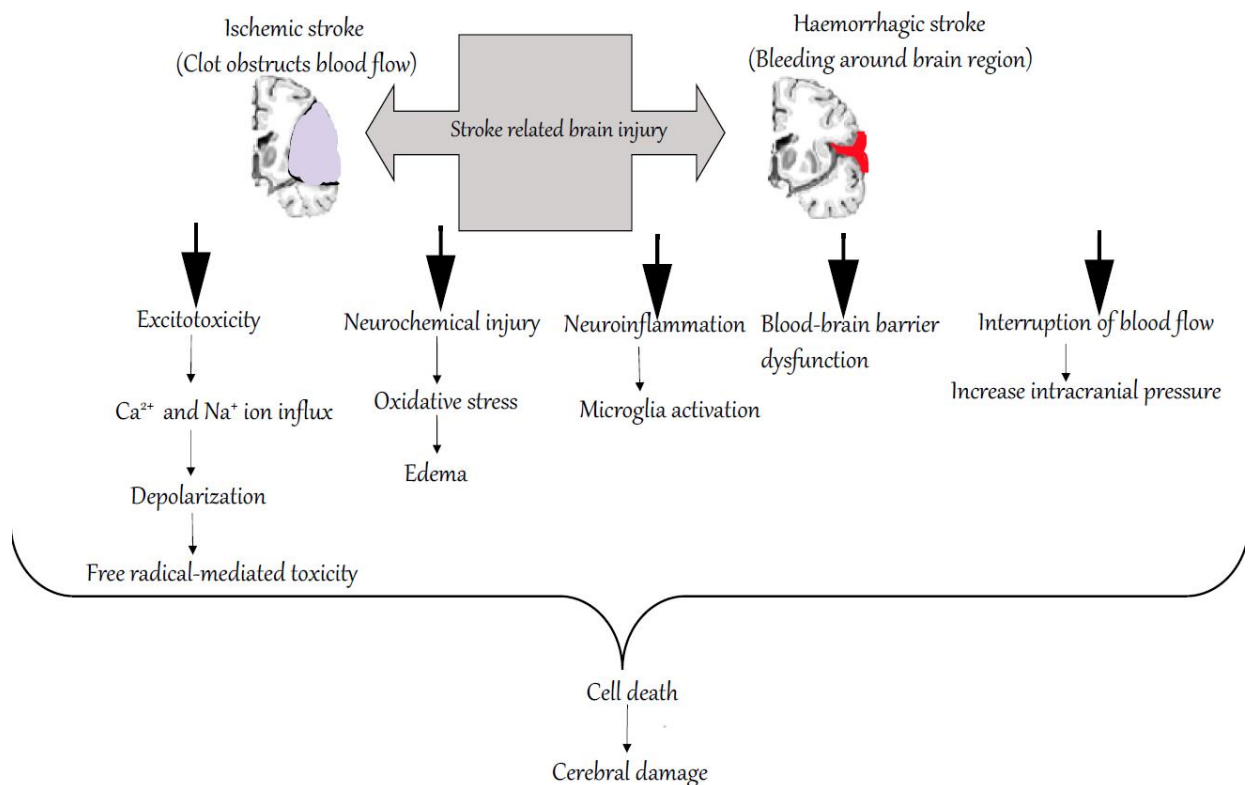 Ischemic stroke
(Clot obstructs blood flow)
Haemorrhagic stroke
(Bleeding around brain region)
Stroke related brain injury
Excitotoxicity
Ca²⁺ and Na⁺ ion influx
Depolarization
Free radical-mediated toxicity
Neurochemical injury
Oxidative stress
Edema
Neuroinflammation
Microglia activation
Blood-brain barrier
dysfunction
Interruption of blood flow
Increase intracranial pressure
Cell death
Cerebral damage